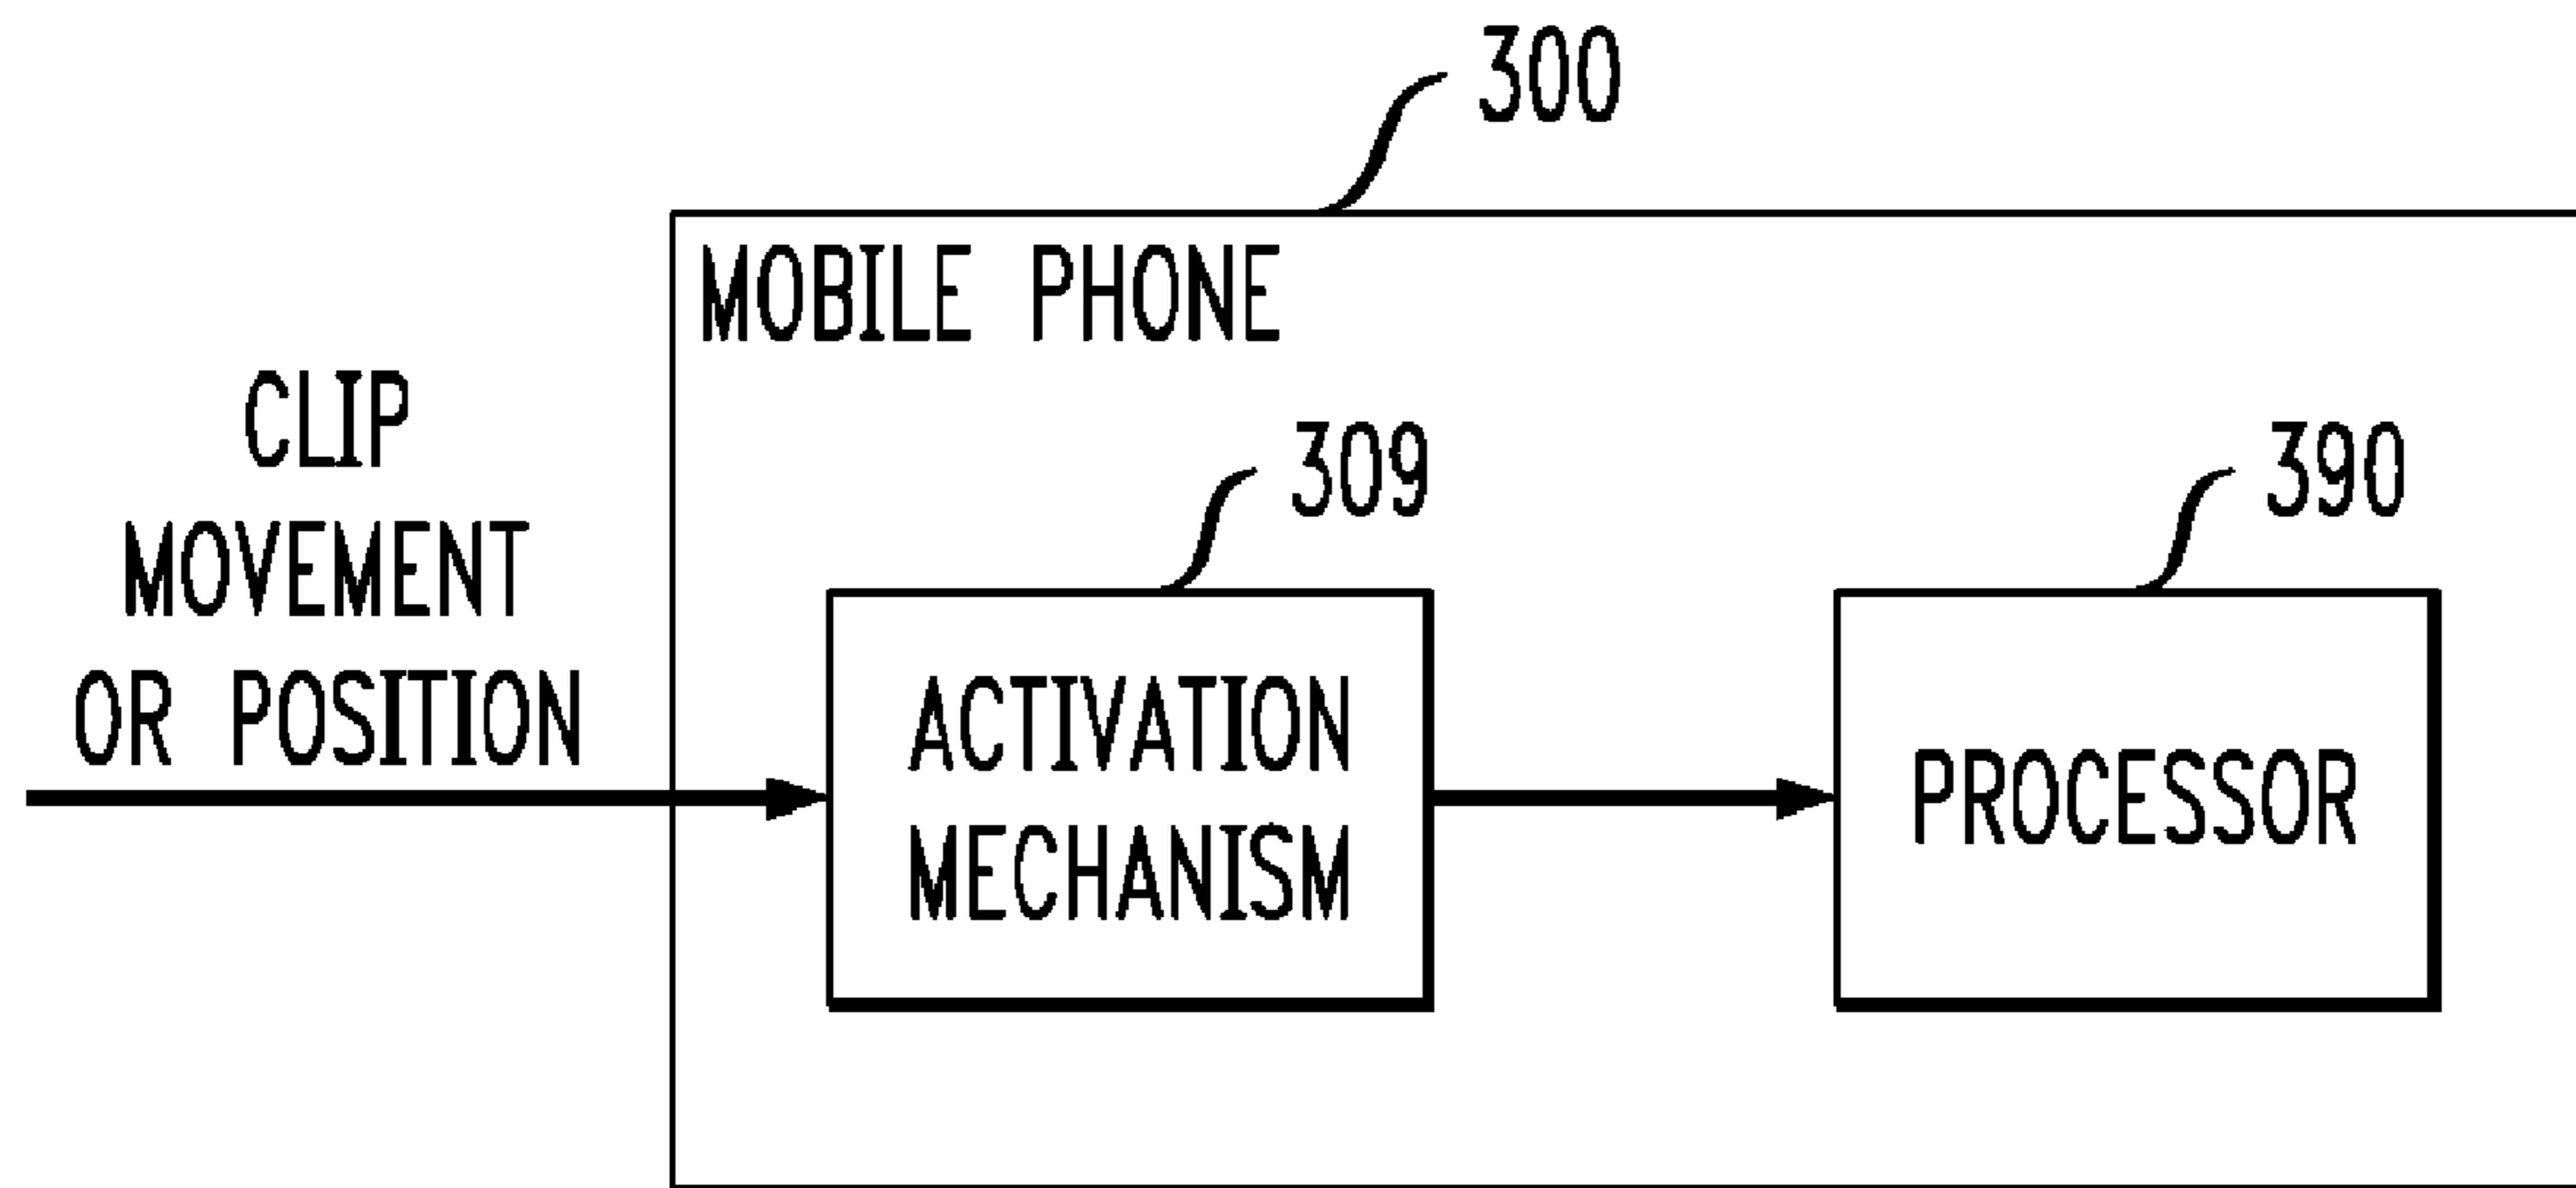 300
MOBILE PHONE
CLIP
MOVEMENT
OR POSITION
309
390
ACTIVATION
MECHANISM
PROCESSOR